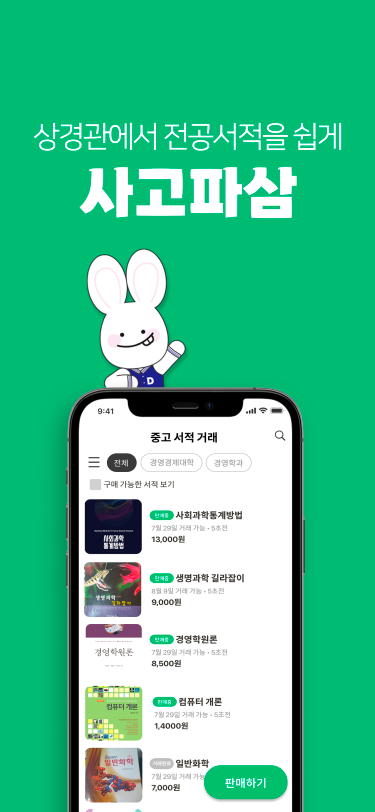 상경관에서 전공서적을 쉽게
사고파삼
D
9:41
중고 서적 거래
전체
경영경제대학
경영학과
구매 가능한 서적 보기
사회과학
통계방법
판매중 사회과학통계방법
7월 29일 거래 가능 • 5초전
13,000원
생명과학
길라잡이
판매중 생명과학 길라잡이
8월 9일 거래 가능 • 5초전
9,000원
경영학원론
판매중 경영학원론
7월 29일 거래 가능 • 5초전
8,500원
컴퓨터 개론
판매중 컴퓨터 개론
7월 29일 거래 가능 • 5초전
1,4000원
일반화학
거래완료 일반화학
7월 29일 거래 가능
7,000원
판매하기